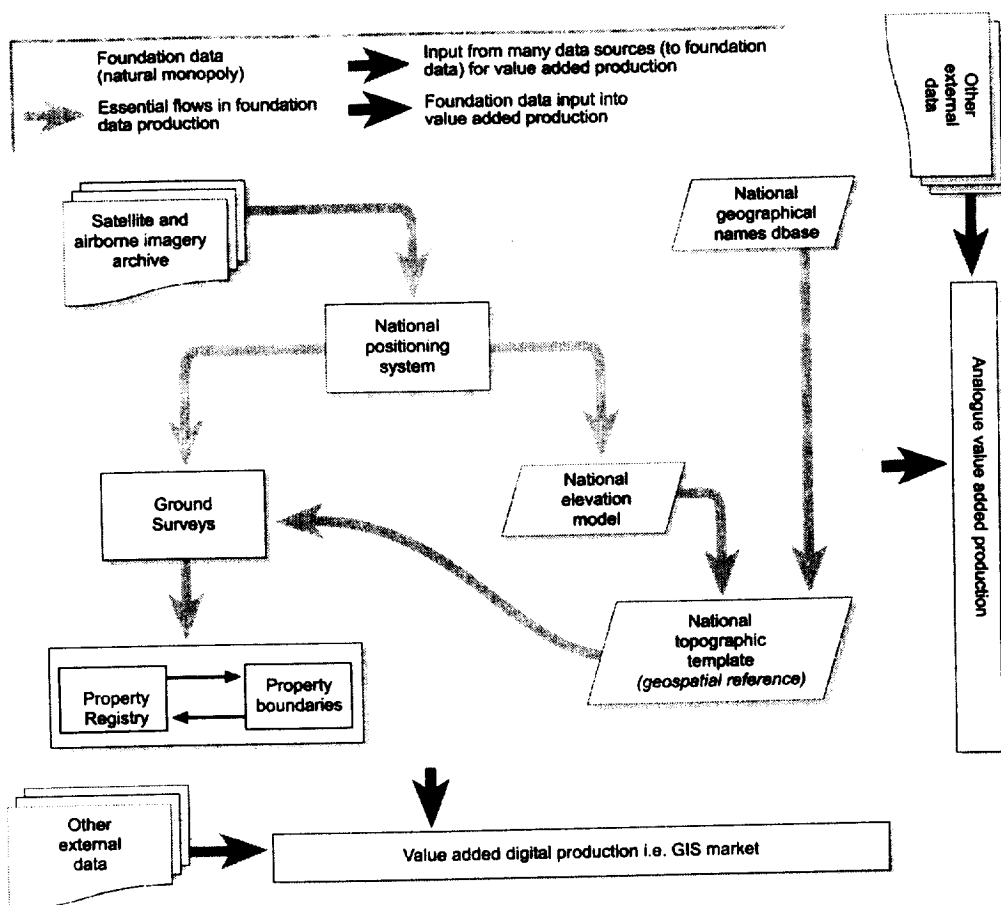 Foundation data
(natural monopoly)
Essential flows in foundation
data production
Input from many data sources (to foundation
data) for value added production
Foundation data input into
value added production
Other
external
data
Satellite and
airborne imagery
archive
National
geographical
names dbase
National
positioning
system
Ground
Surveys
National
elevation
model
Analogue value added production
National
topographic
template
(geospatial reference)
Property
Registry
Property
boundaries
Other
external
data
Value added digital production i.e. GIS market